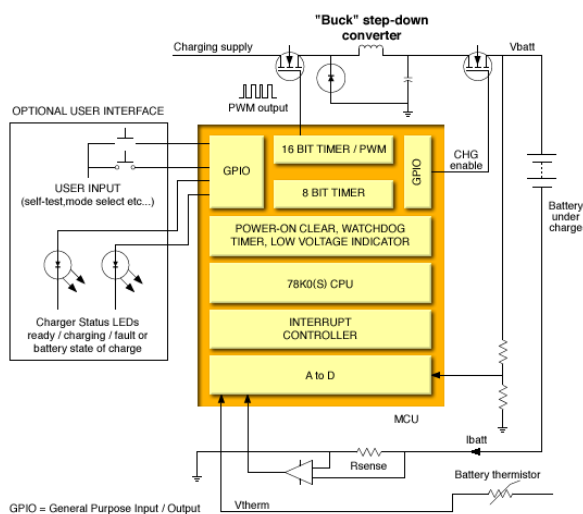 "Buck" step-down
converter
Charging supply
Vbatt
PWM output
OPTIONAL USER INTERFACE
USER INPUT
(self-test,mode select etc...)
Charger Status LEDs
ready / charging / fault or
battery state of charge
GPIO
16 BIT TIMER / PWM
8 BIT TIMER
GPIO
CHG
enable
POWER-ON CLEAR, WATCHDOG
TIMER, LOW VOLTAGE INDICATOR
78K0(S) CPU
INTERRUPT
CONTROLLER
A to D
MCU
Battery
under
charge
Ibatt
Rsense
Battery thermistor
Vtherm
GPIO = General Purpose Input / Output